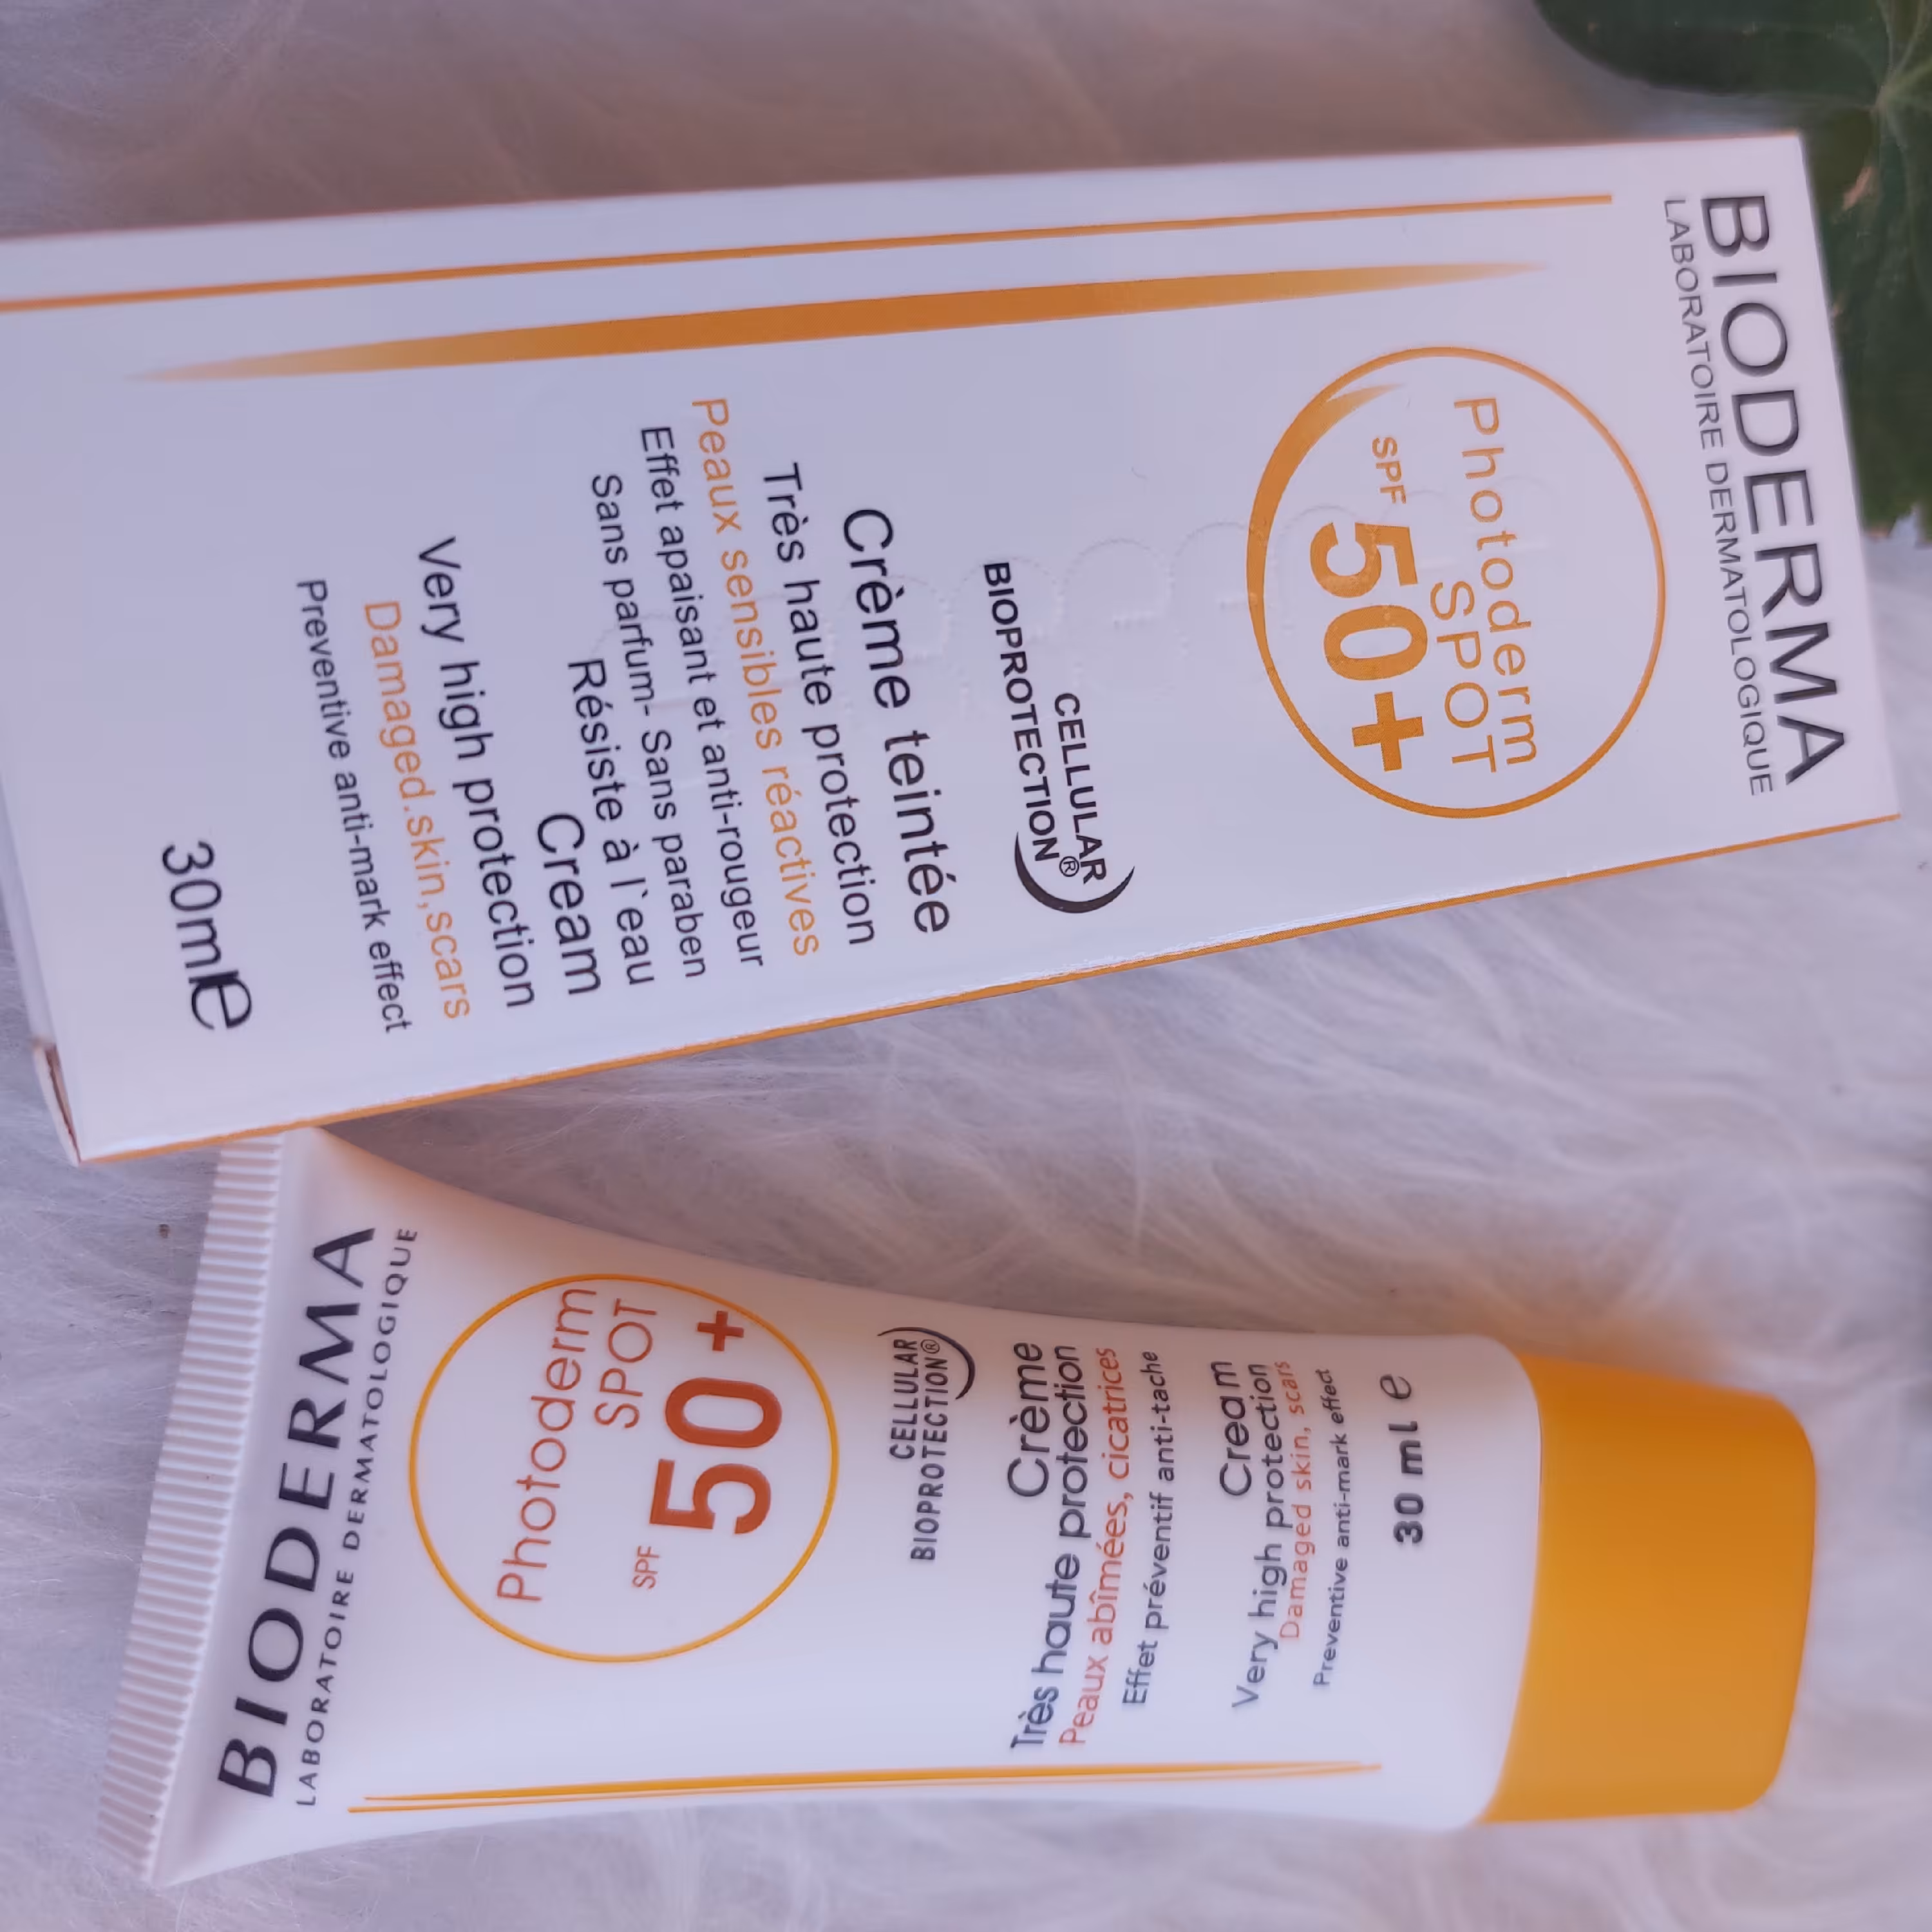 BIODERMA
LABORATOIRE DERMATOLOGIQUE
Photoderm
SPOT
SPF 50+
CELLULAR
BIOPROTECTION®
Crème teintée
Très haute protection
Peaux sensibles réactives
Effet apaisant et anti-rougeur
Sans parfum- Sans paraben
Résiste à l`eau
Cream
Very high protection
Damaged.skin,scars
Preventive anti-mark effect
30ml℮
BIODERMA
LABORATOIRE DERMATOLOGIQUE
Photoderm
SPOT
SPF 50+
CELLULAR
BIOPROTECTION®
Crème
Très haute protection
Peaux abîmées, cicatrices
Effet préventif anti-tache
Cream
Very high protection
Damaged skin, scars
Preventive anti-mark effect
30 ml ℮